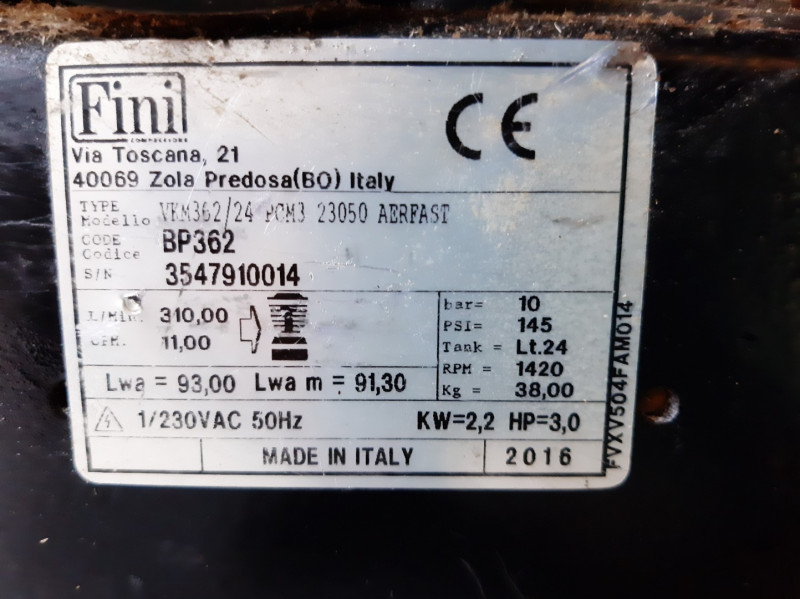 Fini
COMPRESSORS
CE
Via Toscana, 21
40069 Zola Predosa(BO) Italy
TYPE
Modello VKM362/24 PCM3 23050 AERFAST
CODE
Codice BP362
S/N 3547910014
L/MIN. 310,00
CFM. 11,00
bar= 10
PSI= 145
Tank = Lt.24
RPM = 1420
Kg = 38,00
Lwa = 93,00 Lwa m = 91,30
1/230VAC 50Hz KW=2,2 HP=3,0
MADE IN ITALY 2016
FVXV504FAM014